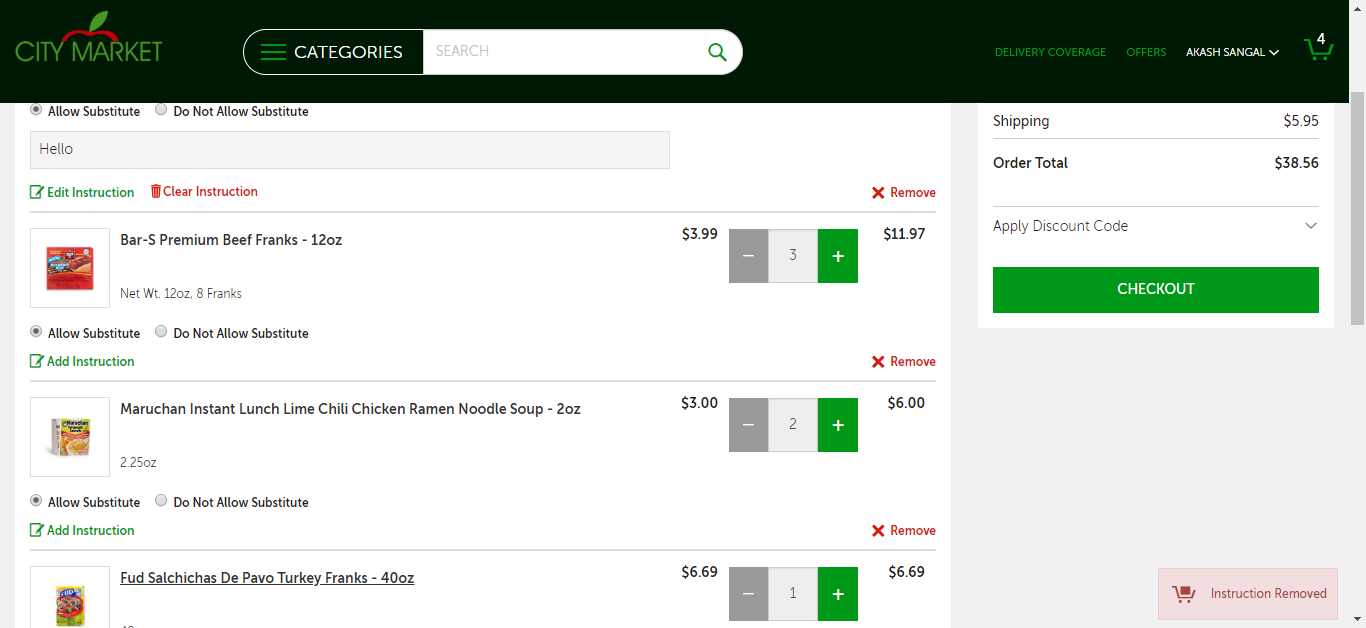 CITY MARKET
CATEGORIES
SEARCH
DELIVERY COVERAGE
OFFERS
AKASH SANGAL
4
Allow Substitute
Do Not Allow Substitute
Hello
Edit Instruction
Clear Instruction
Remove
Bar-S Premium Beef Franks - 12oz
$3.99
−
3
+
$11.97
Net Wt. 12oz, 8 Franks
Allow Substitute
Do Not Allow Substitute
Add Instruction
Remove
Maruchan Instant Lunch Lime Chili Chicken Ramen Noodle Soup - 2oz
$3.00
−
2
+
$6.00
Maruchan
2.25oz
Allow Substitute
Do Not Allow Substitute
Add Instruction
Remove
Fud Salchichas De Pavo Turkey Franks - 40oz
$6.69
−
1
+
$6.69
FUD
Shipping
$5.95
Order Total
$38.56
Apply Discount Code
CHECKOUT
Instruction Removed